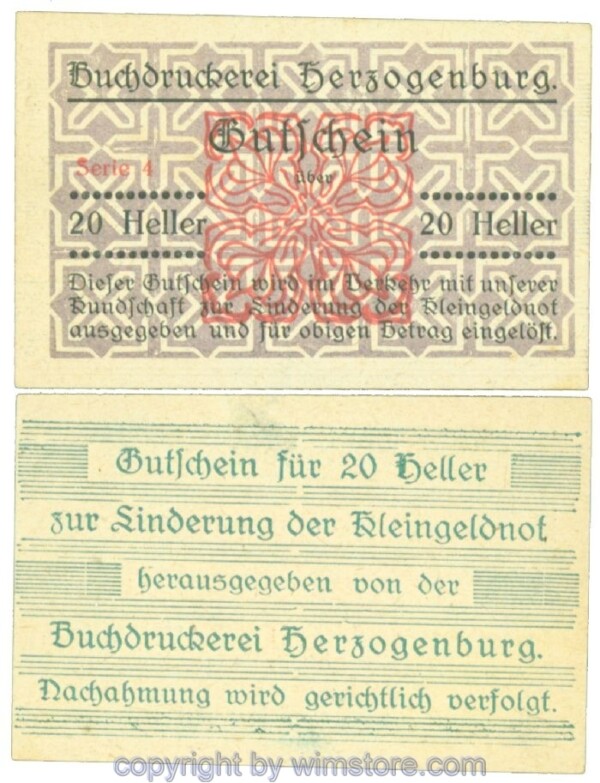 Buchdruckerei Herzogenburg.
Gutschein
Serie 4
über
20 Heller 20 Heller
Dieser Gutschein wird im Verkehr mit unserer
Kundschaft zur Linderung der Kleingeldnot
ausgegeben und für obigen Betrag eingelöst.
Gutschein für 20 Heller
zur Linderung der Kleingeldnot
herausgegeben von der
Buchdruckerei Herzogenburg.
Nachahmung wird gerichtlich verfolgt.
copyright by wimstore.com